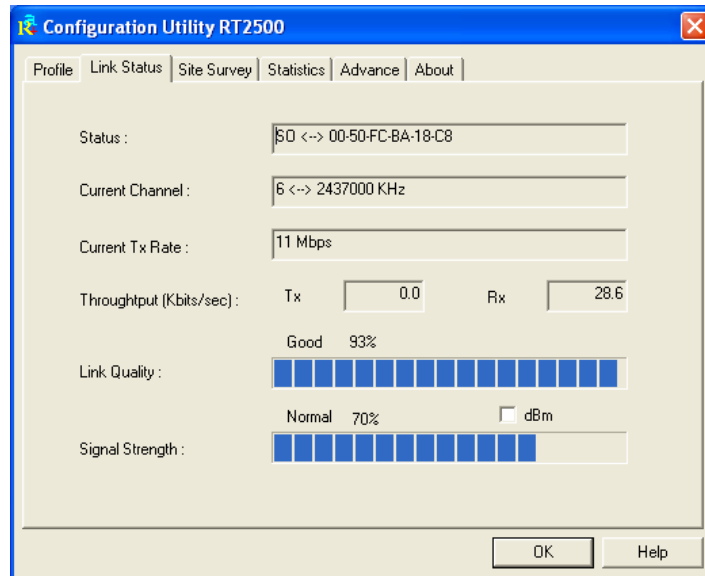 Configuration Utility RT2500
Profile Link Status Site Survey Statistics Advance About
Status : SO <--> 00-50-FC-BA-18-C8
Current Channel : 6 <--> 2437000 KHz
Current Tx Rate : 11 Mbps
Throughtput (Kbits/sec) : Tx 0.0 Rx 28.6
Good 93%
Link Quality :
Normal 70% dBm
Signal Strength :
OK Help